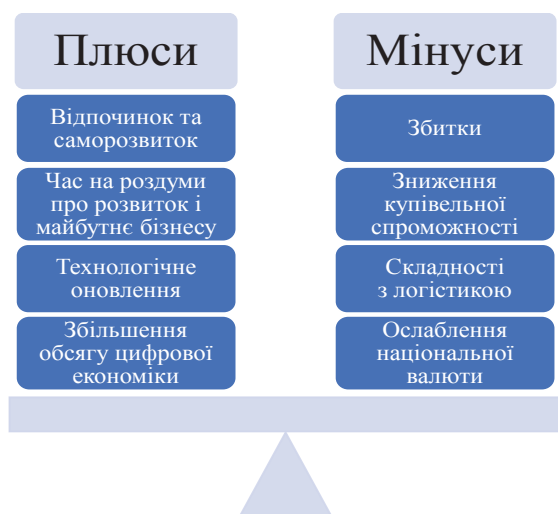 Плюси
Відпочинок та
саморозвиток
Час на роздуми
про розвиток і
майбутнє бізнесу
Технологічне
оновлення
Збільшення
обсягу цифрової
економіки
Мінуси
Збитки
Зниження
купівельної
спроможності
Складності
з логістикою
Ослаблення
національної
валюти